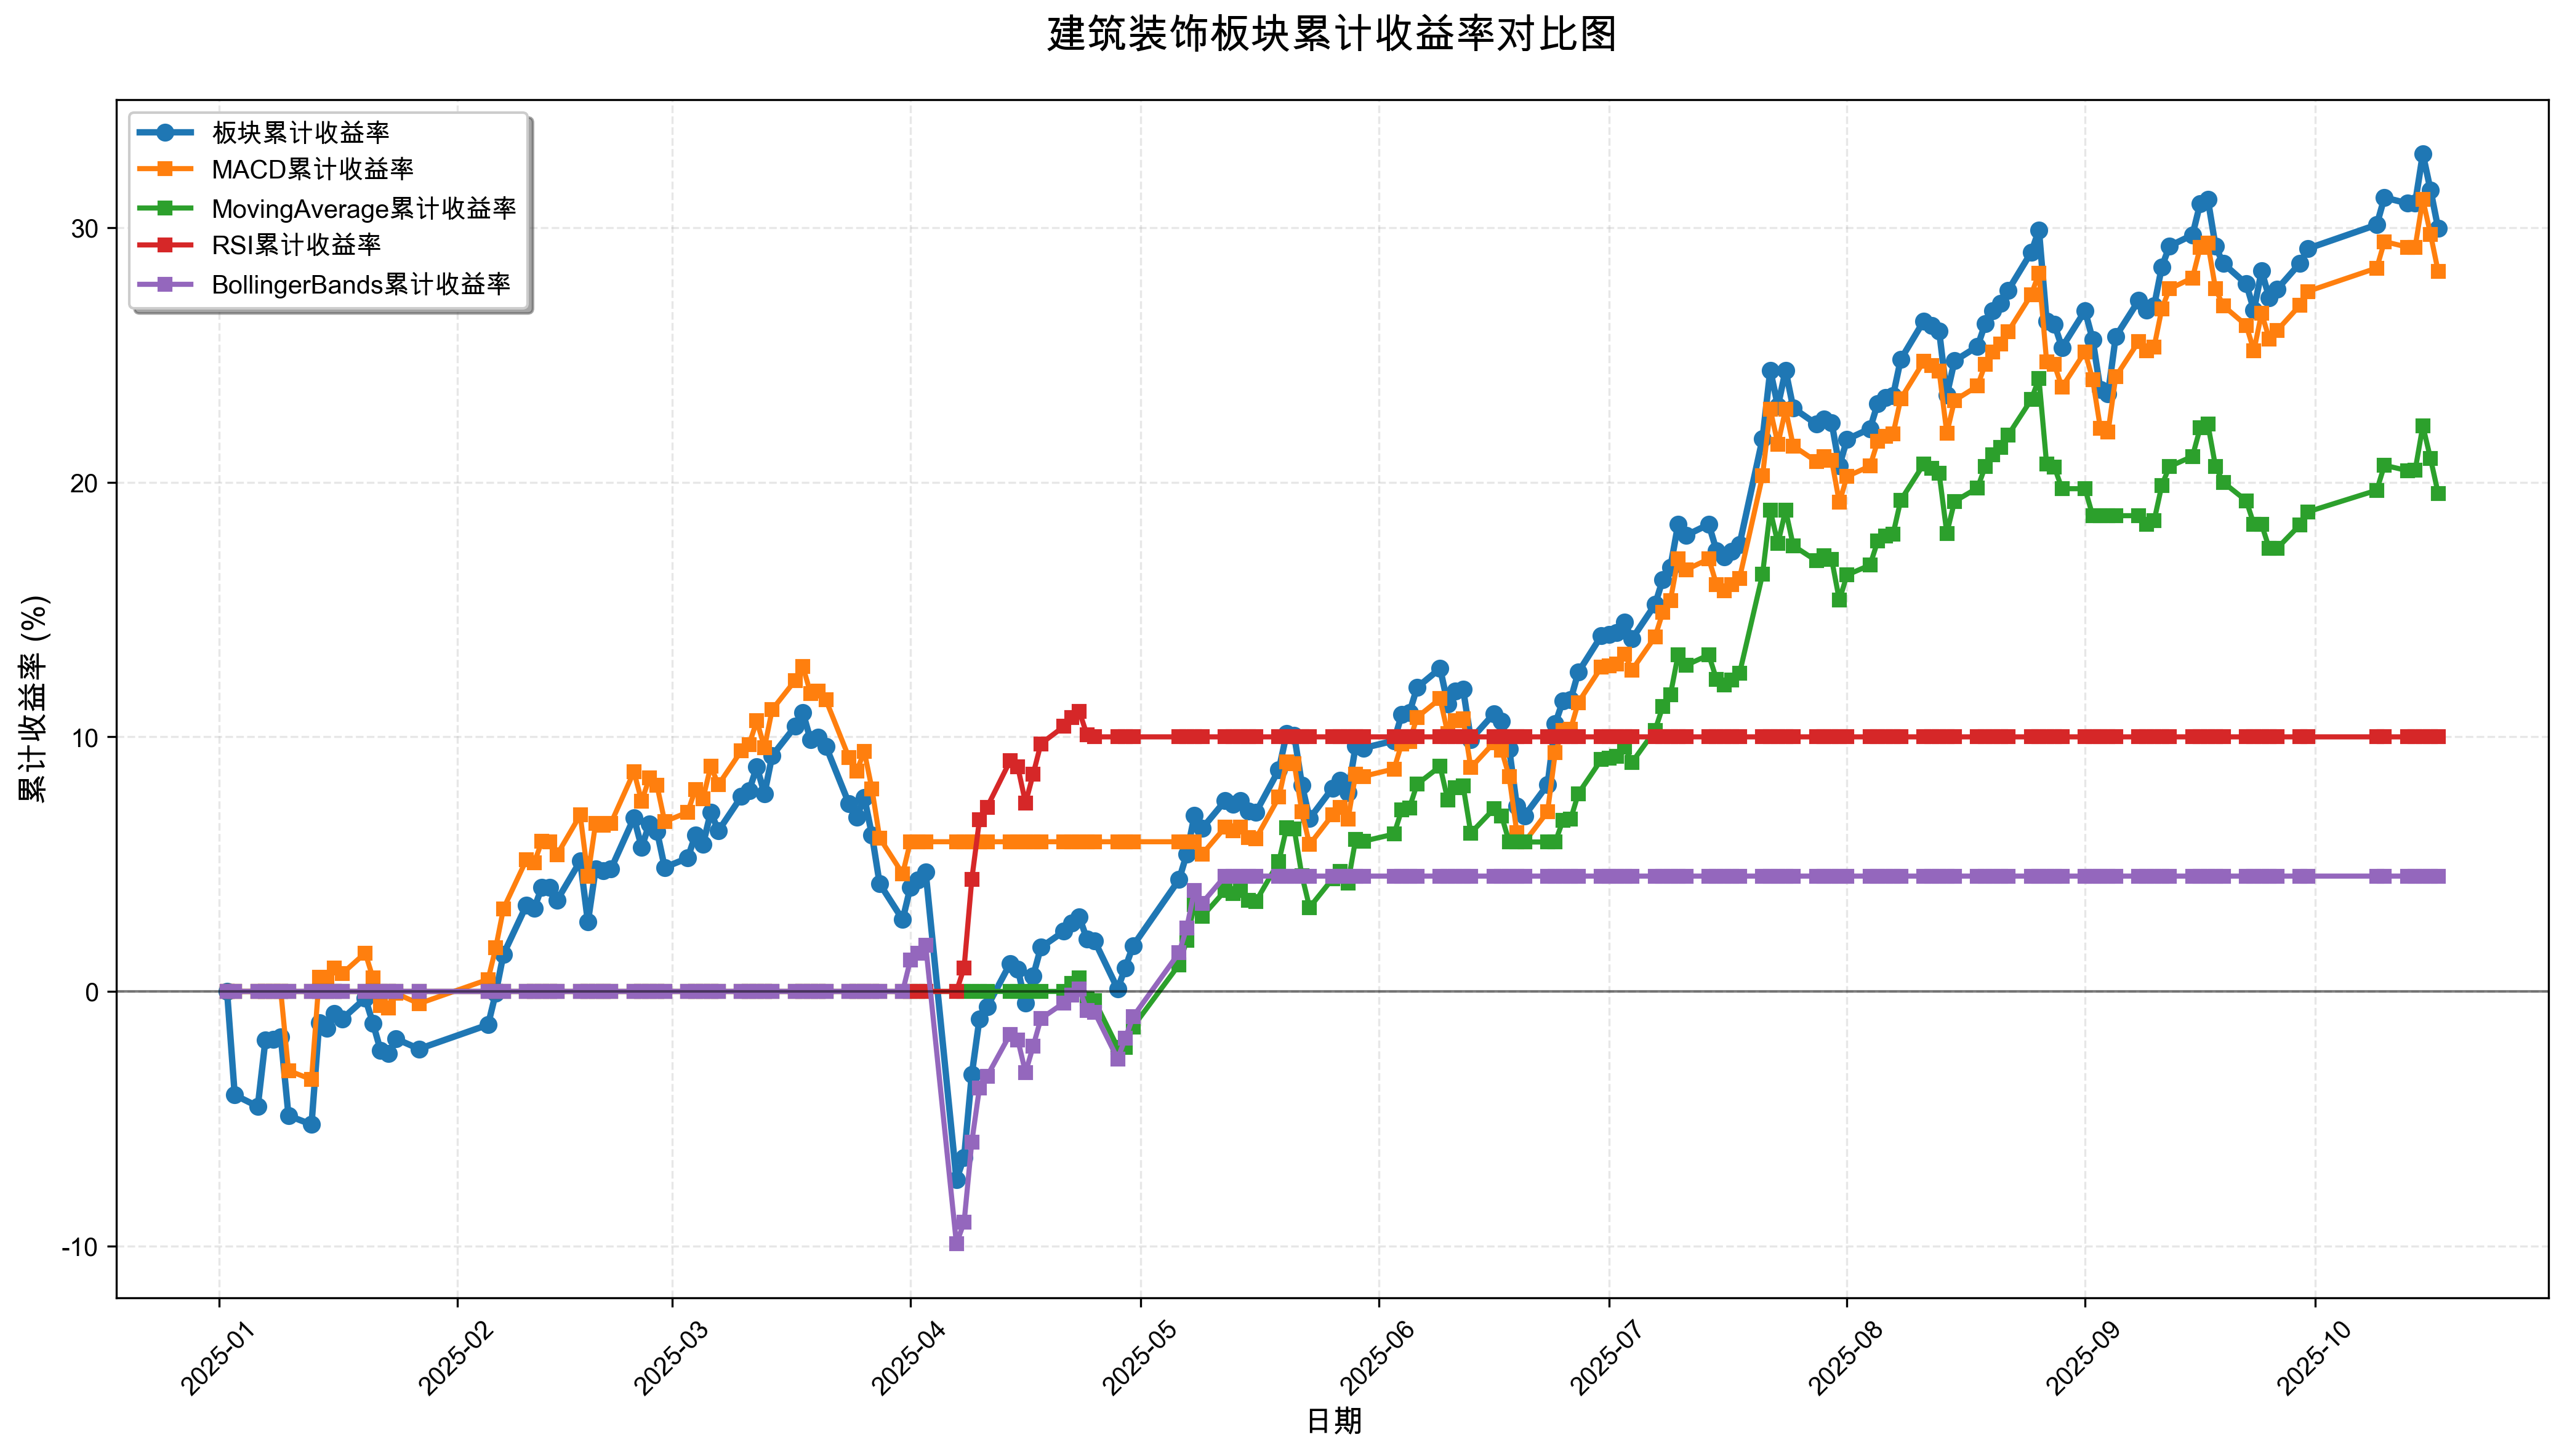 建筑装饰板块累计收益率对比图
板块累计收益率
MACD累计收益率
MovingAverage累计收益率
RSI累计收益率
BollingerBands累计收益率
累计收益率 (%)
30
20
10
0
-10
2025-01
2025-02
2025-03
2025-04
2025-05
2025-06
2025-07
2025-08
2025-09
2025-10
日期